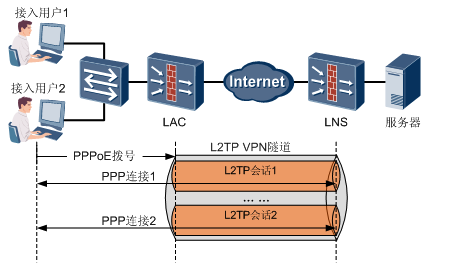 接入用户1
接入用户2
Internet
LAC
LNS
服务器
L2TP VPN隧道
PPPoE拨号
L2TP会话1
PPP连接1
... ...
L2TP会话2
PPP连接2